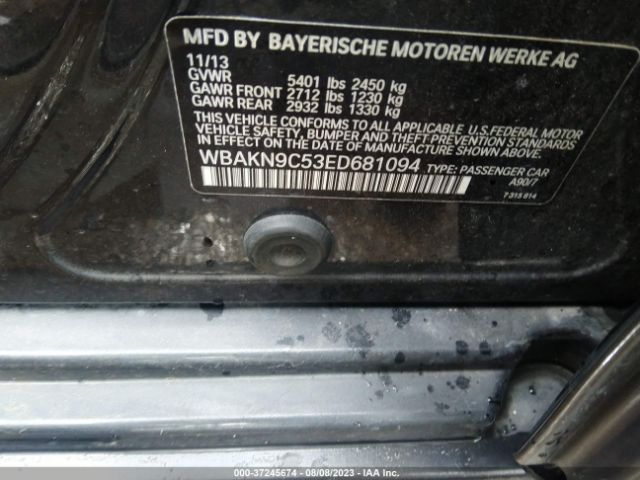 MFD BY BAYERISCHE MOTOREN WERKE AG
11/13
GVWR 5401 lbs 2450 kg
GAWR FRONT 2712 lbs 1230 kg
GAWR REAR 2932 lbs 1330 kg
THIS VEHICLE CONFORMS TO ALL APPLICABLE U.S.FEDERAL MOTOR
VEHICLE SAFETY, BUMPER AND THEFT PREVENTION STANDARDS
IN EFFECT ON THE DATE OF MANUFACTURE SHOWN ABOVE.
WBAKN9C53ED681094 TYPE: PASSENGER CAR
A90/7
7 315 814
000-37245674 - 08/08/2023 - IAA Inc.